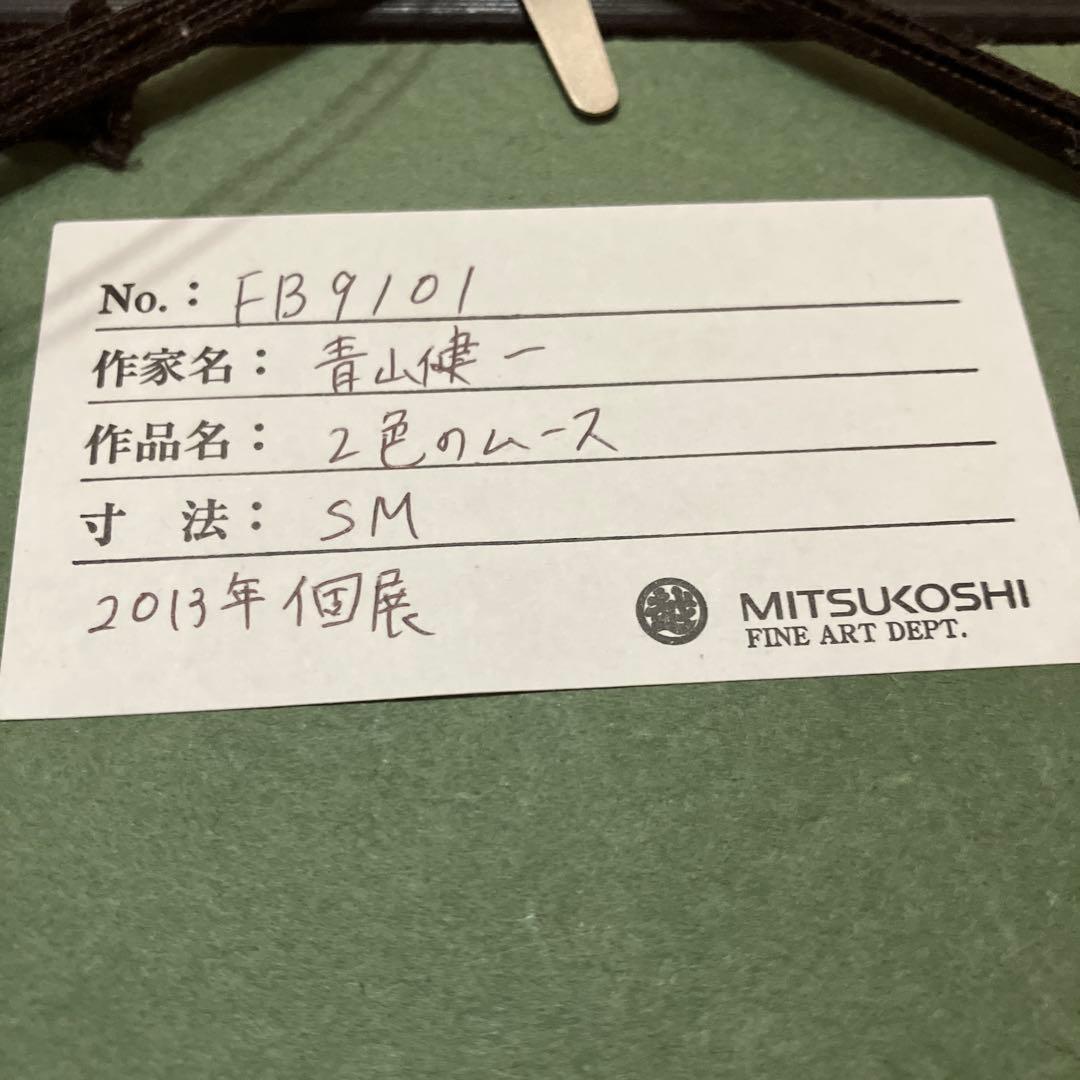 No.: FB9101
作家名: 青山健一
作品名: 2色のムース
寸 法: SM
2013年 個展
越 MITSUKOSHI
FINE ART DEPT.